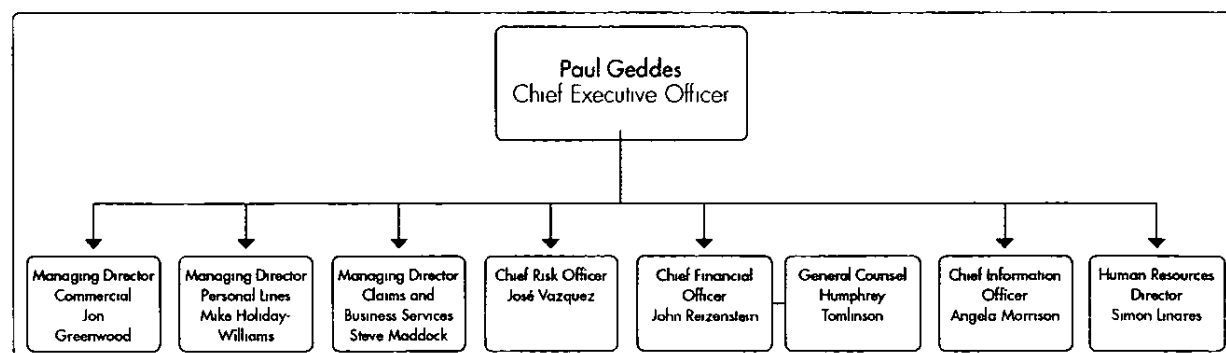 Paul Geddes
Chief Executive Officer
Managing Director
Commercial
Jon
Greenwood
Managing Director
Personal Lines
Mike Holiday-
Williams
Managing Director
Claims and
Business Services
Steve Maddock
Chief Risk Officer
José Vazquez
Chief Financial
Officer
John Reizenstein
General Counsel
Humphrey
Tomlinson
Chief Information
Officer
Angela Morrison
Human Resources
Director
Simon Linares